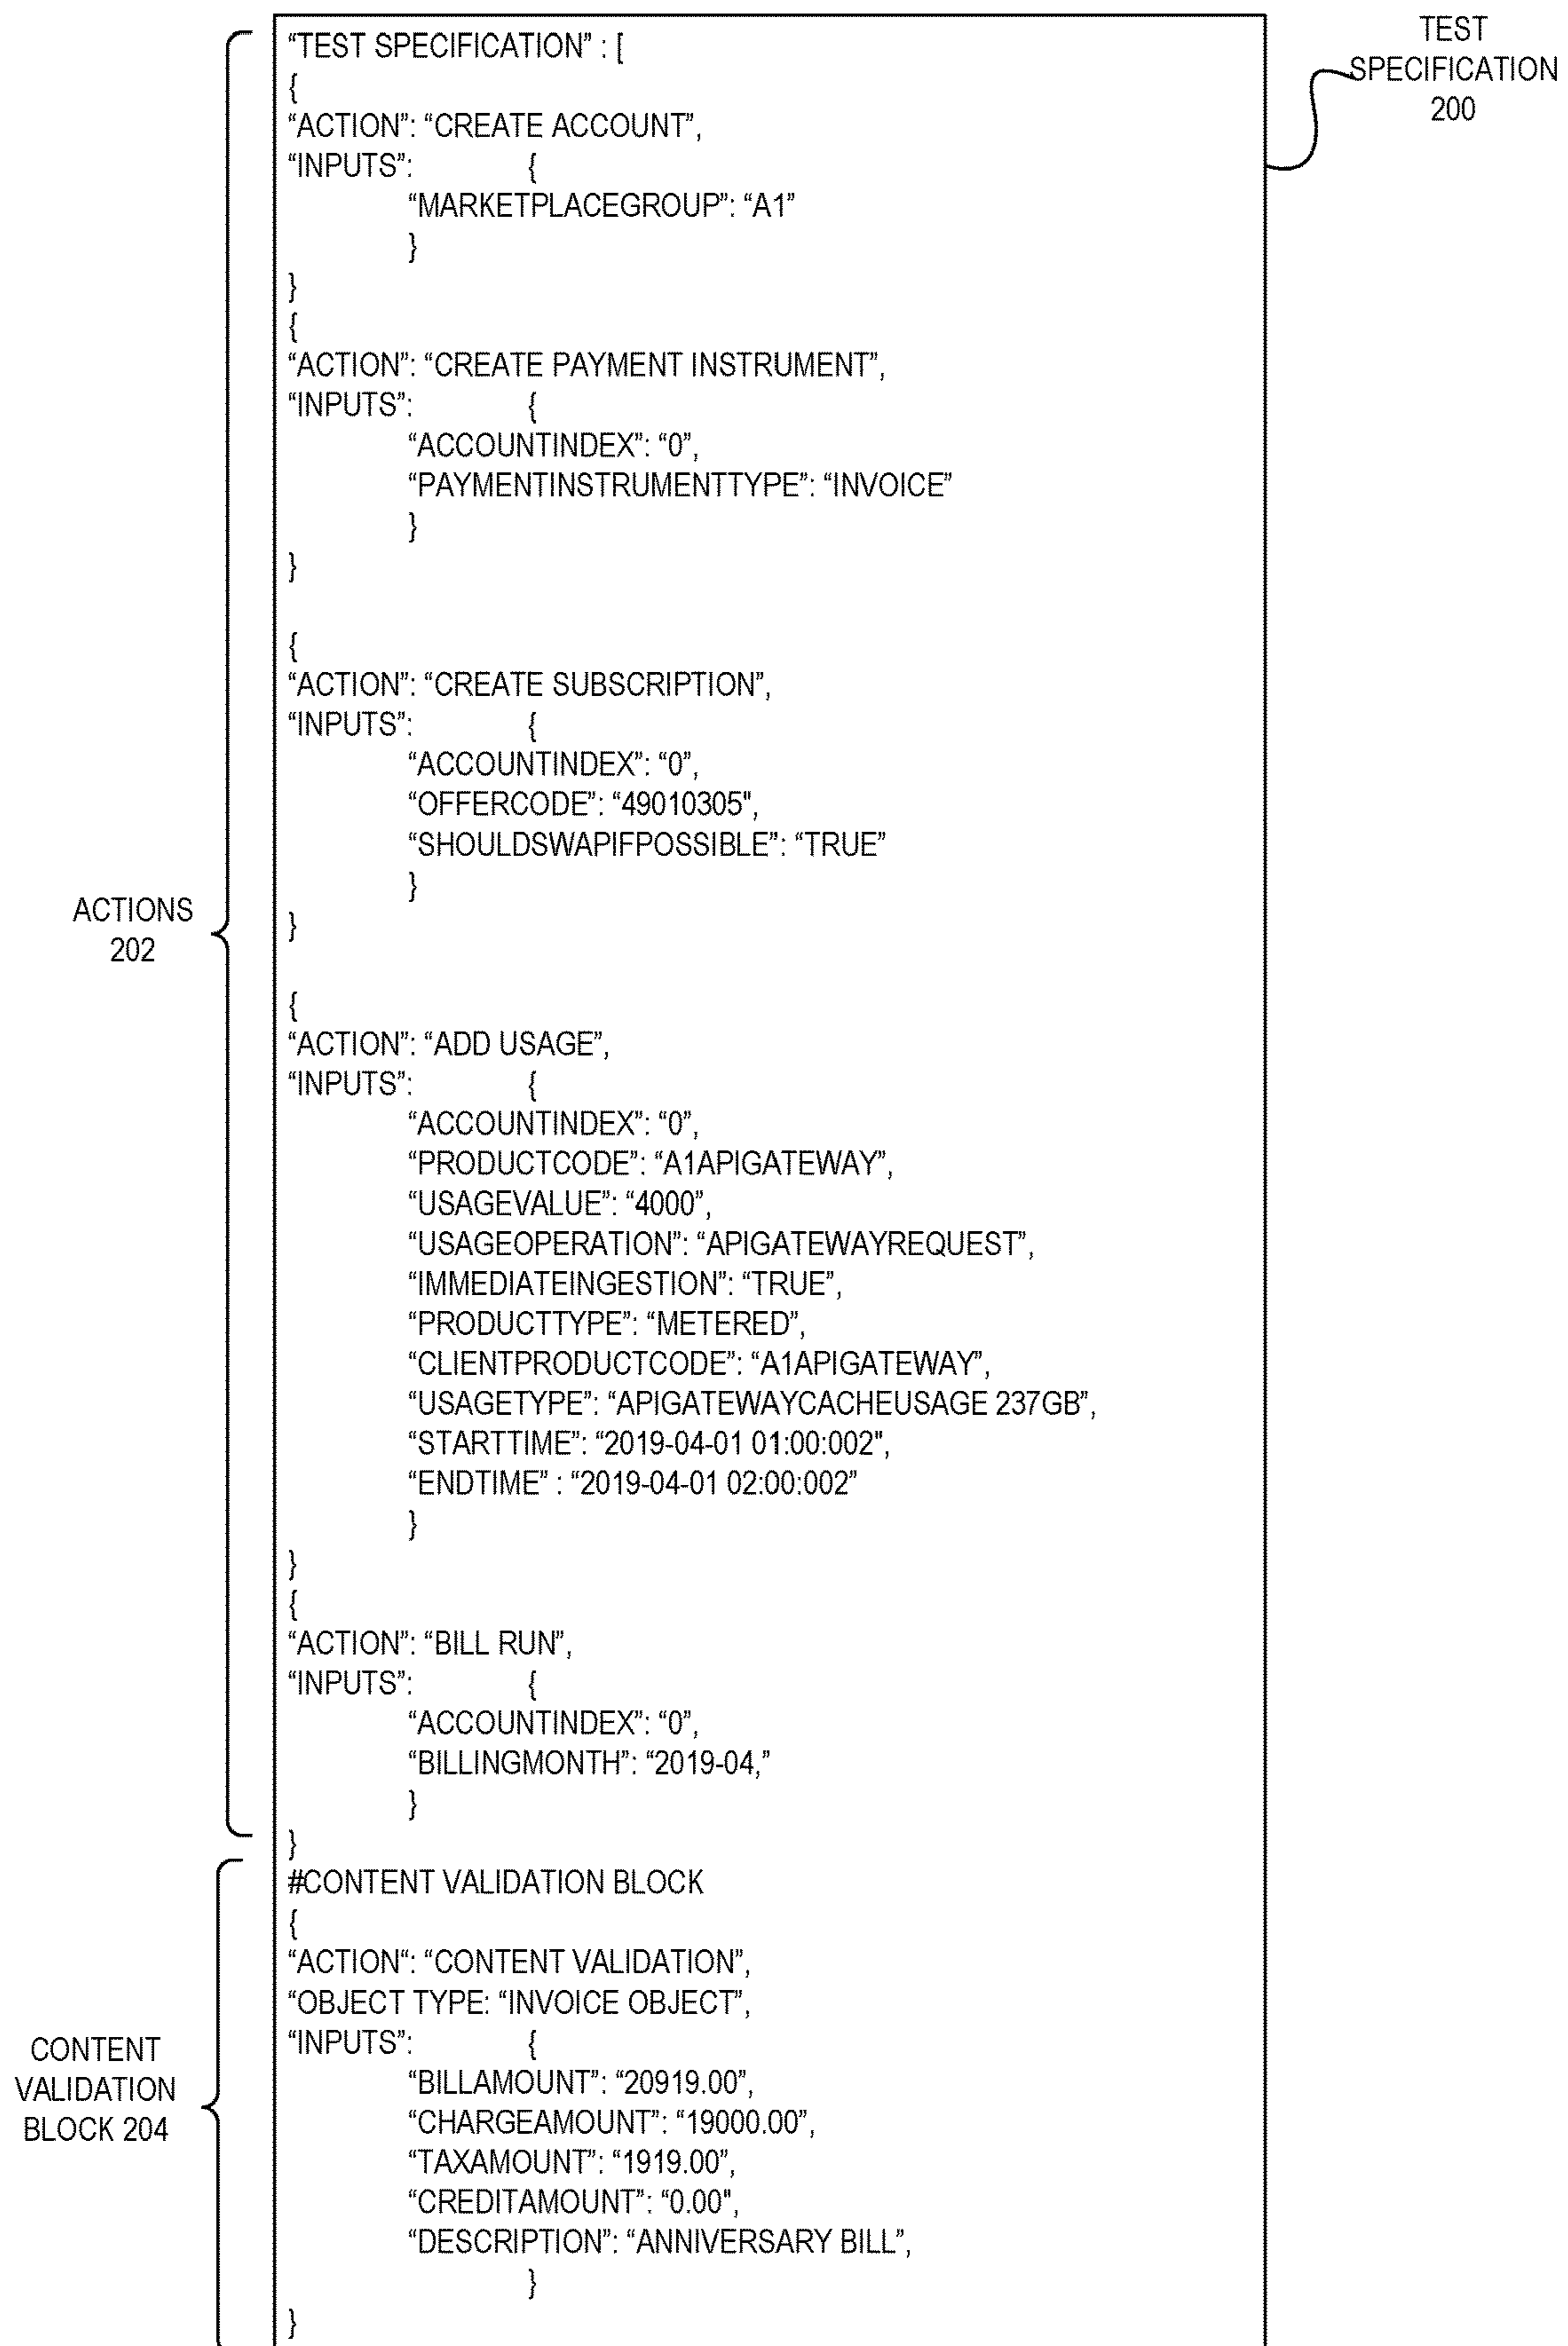 TEST
SPECIFICATION
200
“TEST SPECIFICATION” : [
{
“ACTION”: “CREATE ACCOUNT”,
“INPUTS”: {
“MARKETPLACEGROUP”: “A1”
}
}
{
“ACTION”: “CREATE PAYMENT INSTRUMENT”,
“INPUTS”: {
“ACCOUNTINDEX”: “0”,
“PAYMENTINSTRUMENTTYPE”: “INVOICE”
}
}
{
“ACTION”: “CREATE SUBSCRIPTION”,
“INPUTS”: {
“ACCOUNTINDEX”: “0”,
“OFFERCODE”: “49010305",
“SHOULDSWAPIFPOSSIBLE”: “TRUE”
}
}
{
“ACTION”: “ADD USAGE”,
“INPUTS”: {
“ACCOUNTINDEX”: “0”,
“PRODUCTCODE”: “A1APIGATEWAY”,
“USAGEVALUE”: “4000”,
“USAGEOPERATION”: “APIGATEWAYREQUEST”,
“IMMEDIATEINGESTION”: “TRUE”,
“PRODUCTTYPE”: “METERED”,
“CLIENTPRODUCTCODE”: “A1APIGATEWAY”,
“USAGETYPE”: “APIGATEWAYCACHEUSAGE 237GB”,
“STARTTIME”: “2019-04-01 01:00:002",
“ENDTIME” : “2019-04-01 02:00:002”
}
}
{
“ACTION”: “BILL RUN”,
“INPUTS”: {
“ACCOUNTINDEX”: “0”,
“BILLINGMONTH”: “2019-04,”
}
}
ACTIONS
202
#CONTENT VALIDATION BLOCK
{
“ACTION“: “CONTENT VALIDATION”,
“OBJECT TYPE: “INVOICE OBJECT”,
“INPUTS”: {
“BILLAMOUNT”: “20919.00”,
“CHARGEAMOUNT”: “19000.00”,
“TAXAMOUNT”: “1919.00”,
“CREDITAMOUNT”: “0.00",
“DESCRIPTION”: “ANNIVERSARY BILL”,
}
}
CONTENT
VALIDATION
BLOCK 204